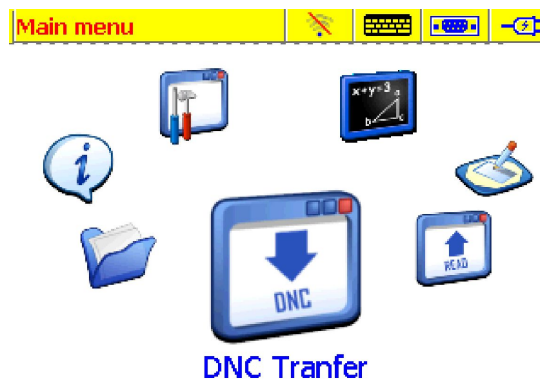 Main menu
x+y=3
a
b
c
i
READ
DNC
DNC Tranfer